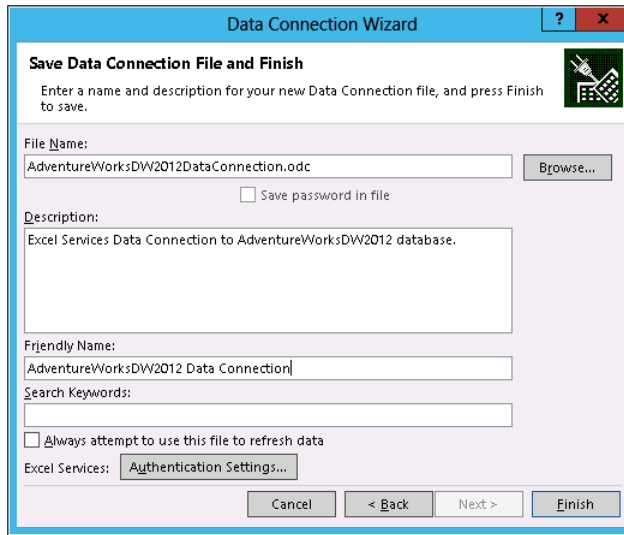 Data Connection Wizard
? x
Save Data Connection File and Finish
Enter a name and description for your new Data Connection file, and press Finish
to save.
File Name:
AdventureWorksDW2012DataConnection.odc
Browse...
Save password in file
Description:
Excel Services Data Connection to AdventureWorksDW2012 database.
Friendly Name:
AdventureWorksDW2012 Data Connection
Search Keywords:
Always attempt to use this file to refresh data
Excel Services: Authentication Settings...
Cancel < Back Next > Finish